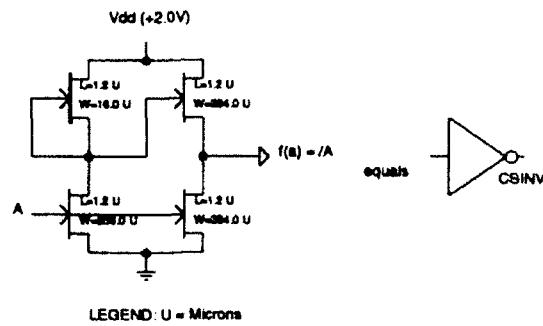 Vdd (+2.0V)
L=1.2 U
W=16.0 U
L=1.2 U
f(a) = /A
equals
CSINV
A
L=1.2 U
L=1.2 U
LEGEND: U = Microns